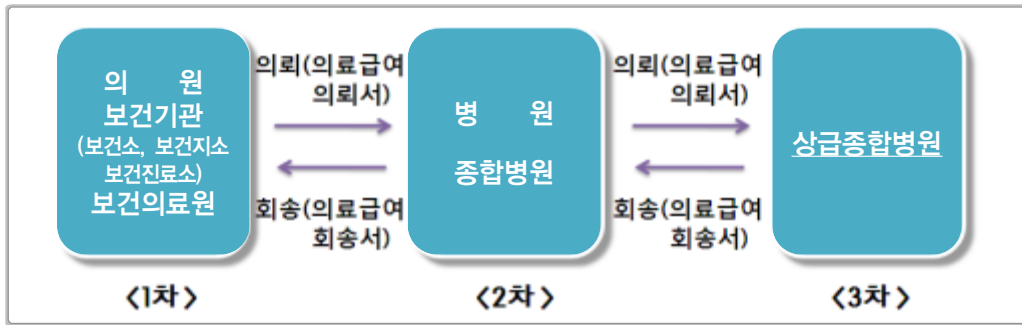 의 원
보건기관
(보건소, 보건지소
보건진료소)
보건의료원
의뢰(의료급여
의뢰서)
회송(의료급여
회송서)
병 원
종합병원
의뢰(의료급여
의뢰서)
회송(의료급여
회송서)
상급종합병원
<1차>
<2차>
<3차>